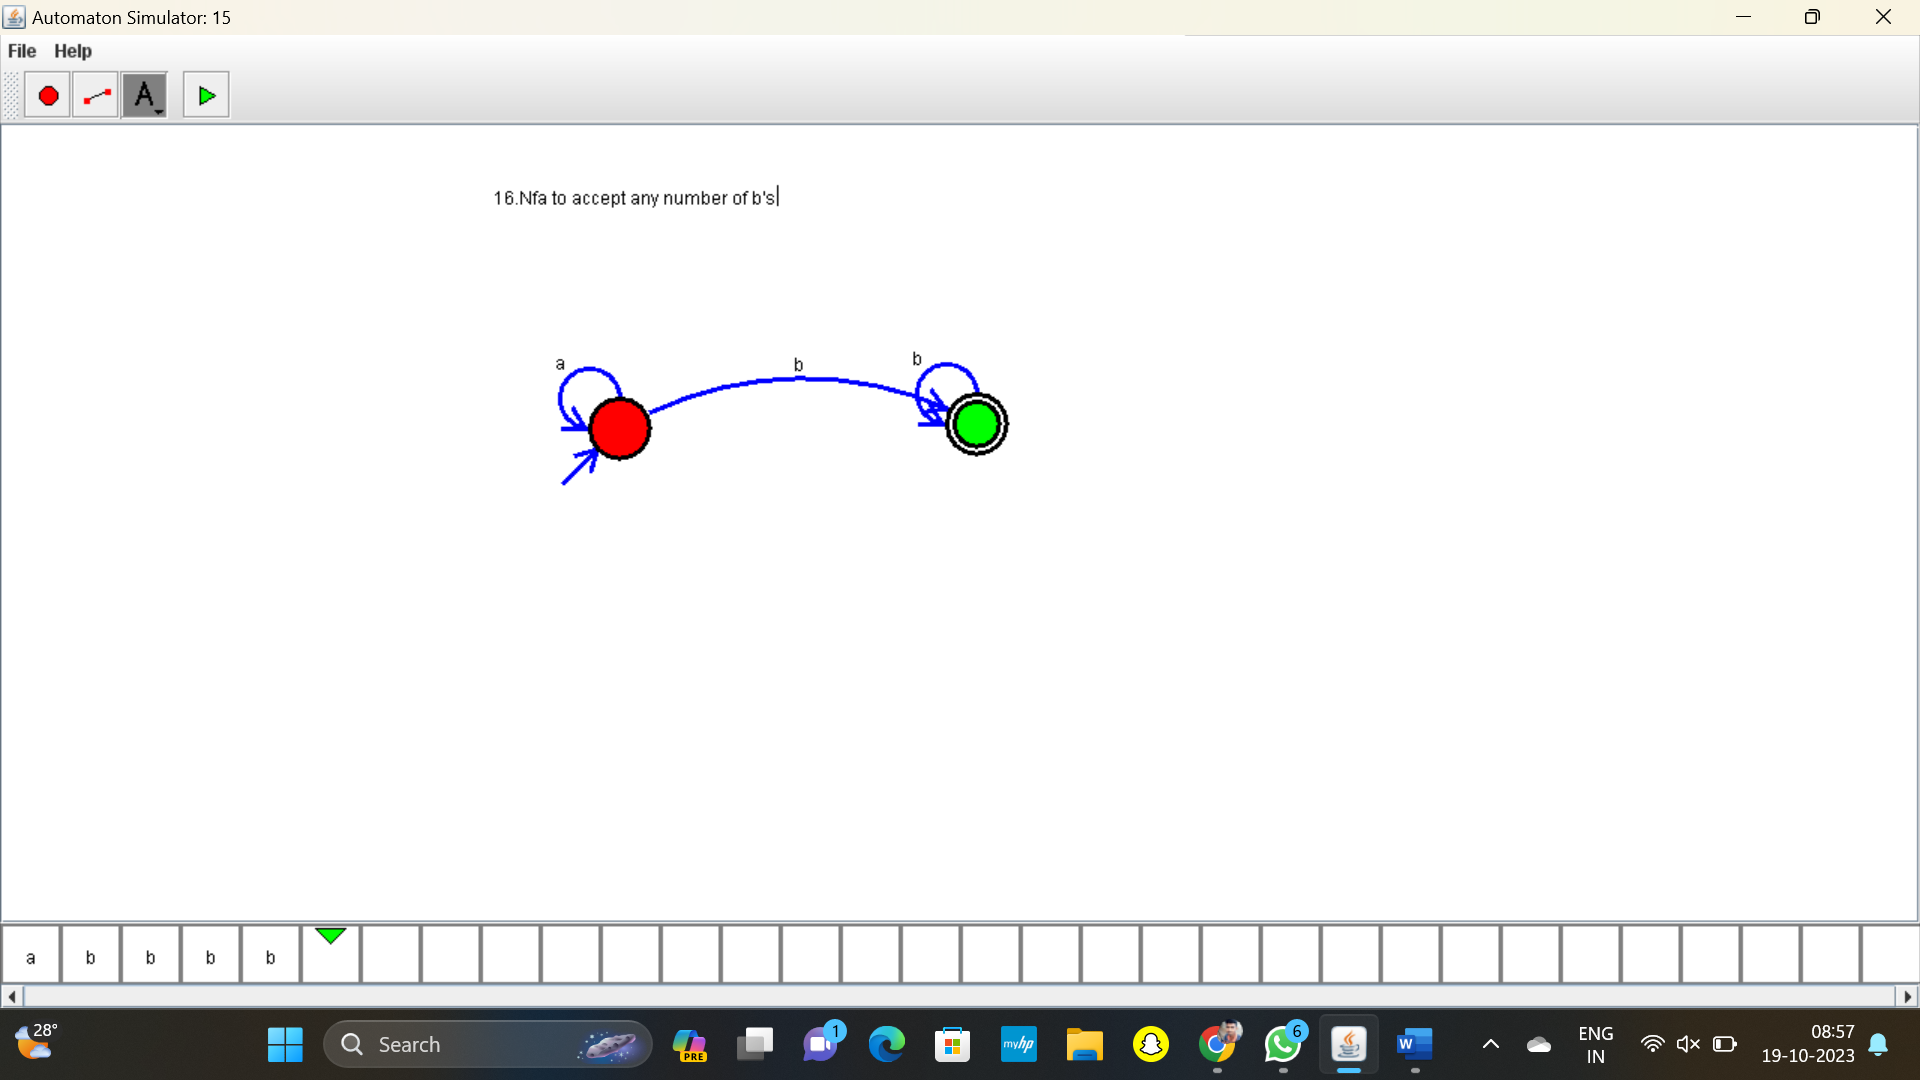 Automaton Simulator: 15
File Help
A
16.Nfa to accept any number of b's
a
b
b
a b b b b
28°
Search
PRE
1
myhp
6
W
ENG
IN
08:57
19-10-2023